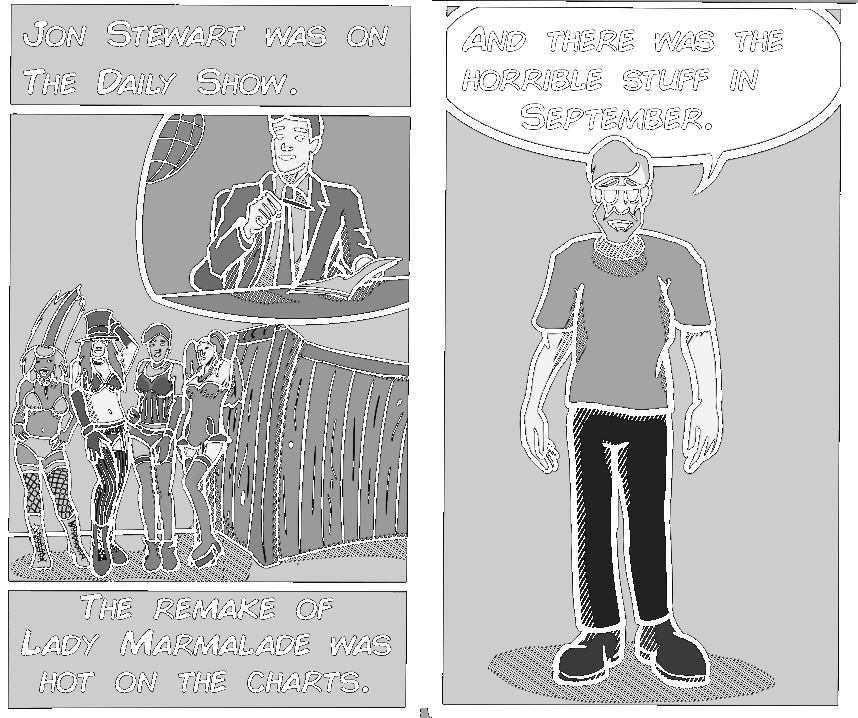 Jon Stewart was on
The Daily Show.
The remake of
Lady Marmalade was
hot on the charts.
And there was the
horrible stuff in
September.